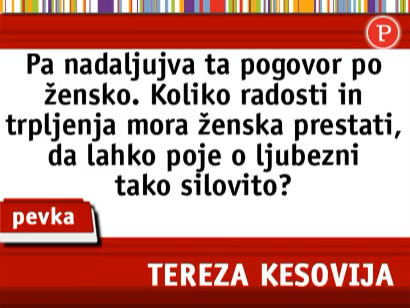 P
Pa nadaljujva ta pogovor po
žensko. Koliko radosti in
trpljenja mora ženska prestati,
da lahko poje o ljubezni
tako silovito?
pevka
TEREZA KESOVIJA